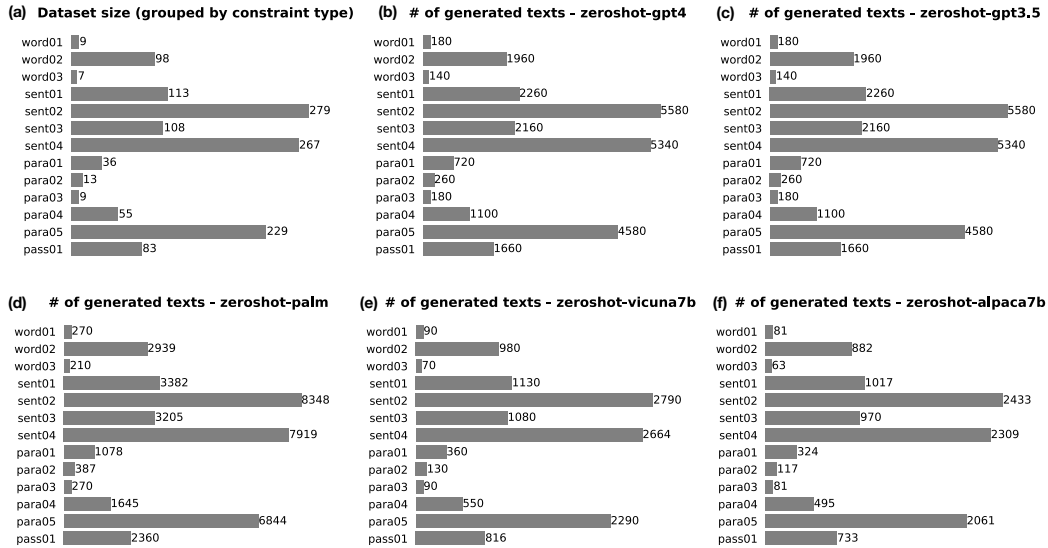 (a) Dataset size (grouped by constraint type)
word01 9
word02 98
word03 7
sent01 113
sent02 279
sent03 108
sent04 267
para01 36
para02 13
para03 9
para04 55
para05 229
pass01 83
(b) # of generated texts - zeroshot-gpt4
word01 180
word02 1960
word03 140
sent01 2260
sent02 5580
sent03 2160
sent04 5340
para01 720
para02 260
para03 180
para04 1100
para05 4580
pass01 1660
(c) # of generated texts - zeroshot-gpt3.5
word01 180
word02 1960
word03 140
sent01 2260
sent02 5580
sent03 2160
sent04 5340
para01 720
para02 260
para03 180
para04 1100
para05 4580
pass01 1660
(d) # of generated texts - zeroshot-palm
word01 270
word02 2939
word03 210
sent01 3382
sent02 8348
sent03 3205
sent04 7919
para01 1078
para02 387
para03 270
para04 1645
para05 6844
pass01 2360
(e) # of generated texts - zeroshot-vicuna7b
word01 90
word02 980
word03 70
sent01 1130
sent02 2790
sent03 1080
sent04 2664
para01 360
para02 130
para03 90
para04 550
para05 2290
pass01 816
(f) # of generated texts - zeroshot-alpaca7b
word01 81
word02 882
word03 63
sent01 1017
sent02 2433
sent03 970
sent04 2309
para01 324
para02 117
para03 81
para04 495
para05 2061
pass01 733